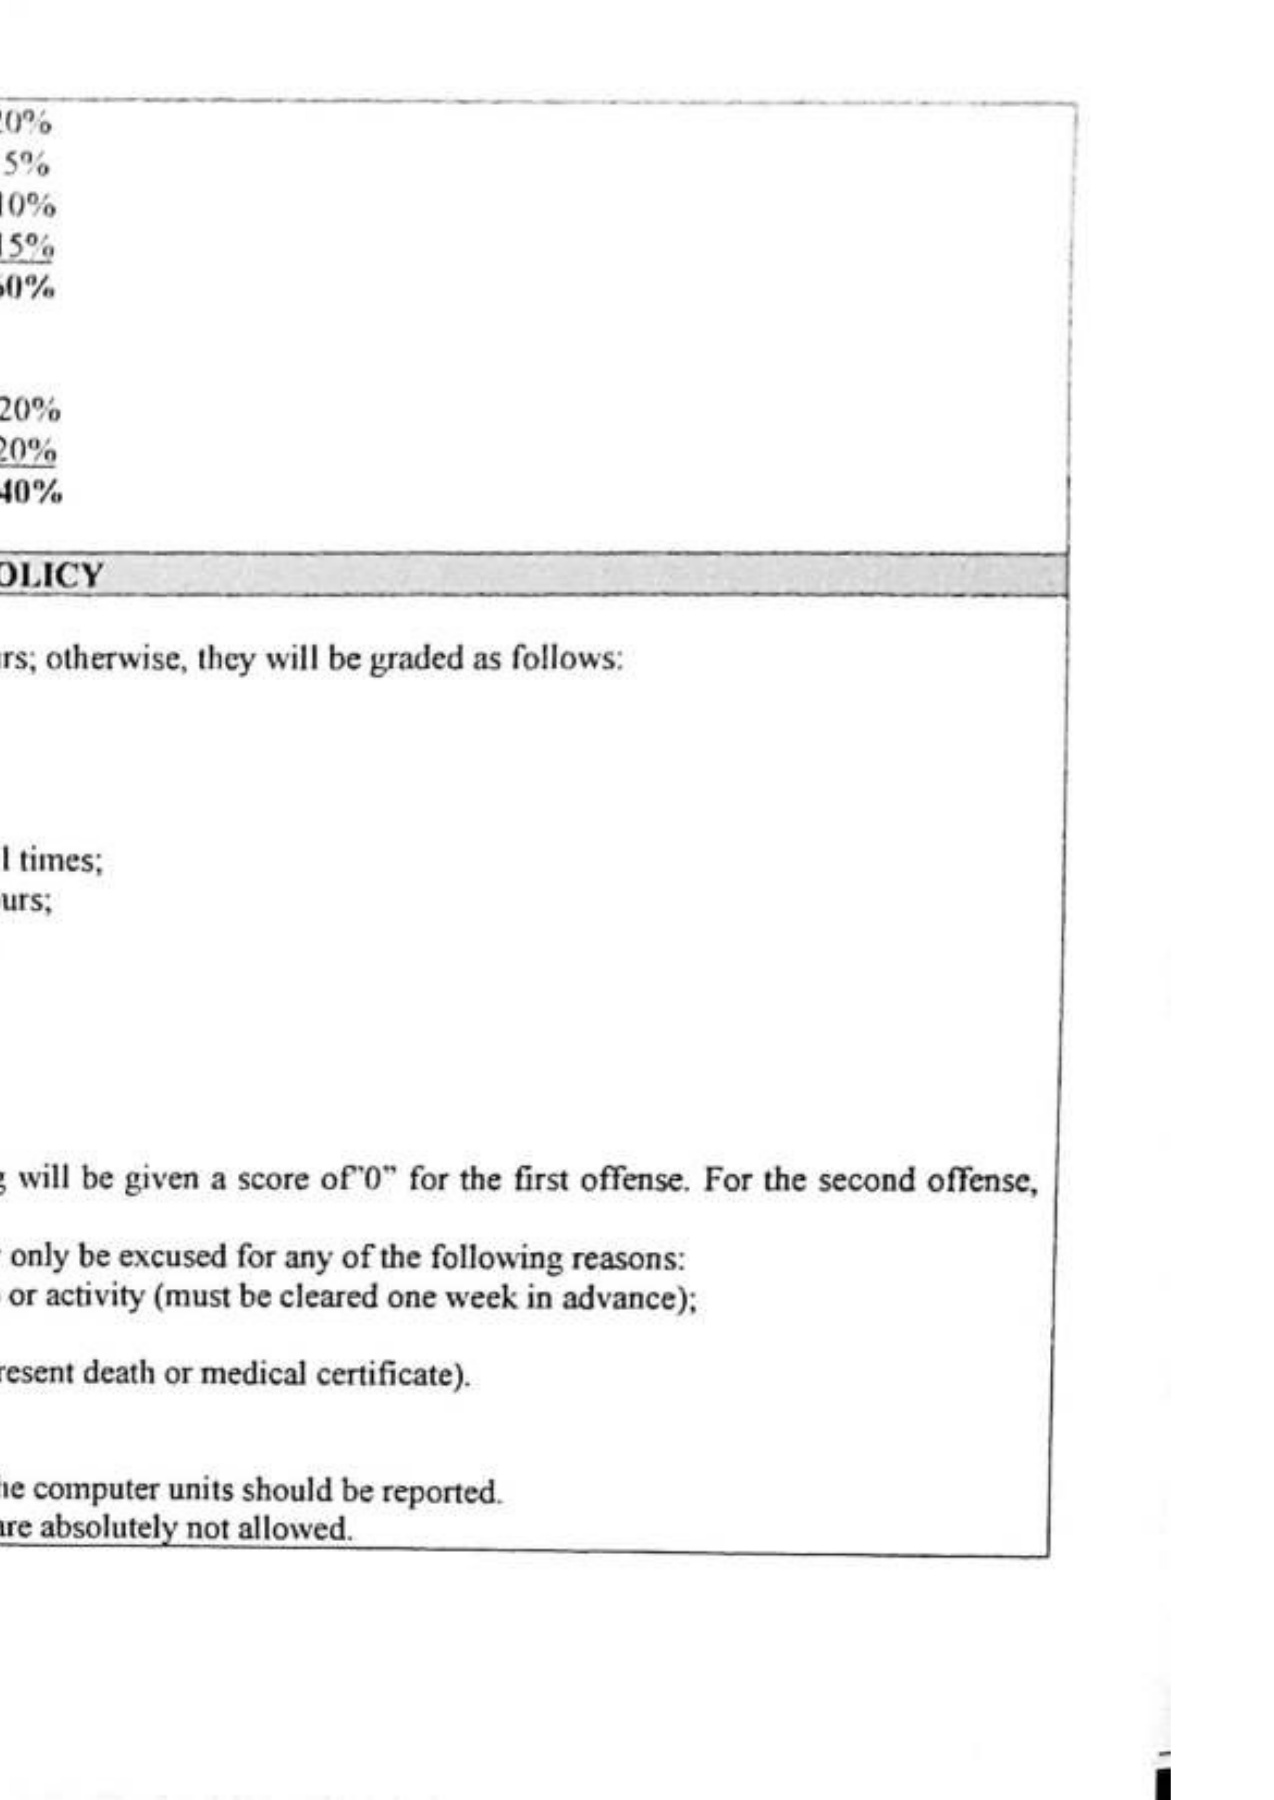 20%
5%
10%
15%
60%
20%
20%
40%
OLICY
rs; otherwise, they will be graded as follows:
l times;
urs;
g will be given a score of"0" for the first offense. For the second offense,
only be excused for any of the following reasons:
or activity (must be cleared one week in advance);
resent death or medical certificate).
he computer units should be reported.
are absolutely not allowed.